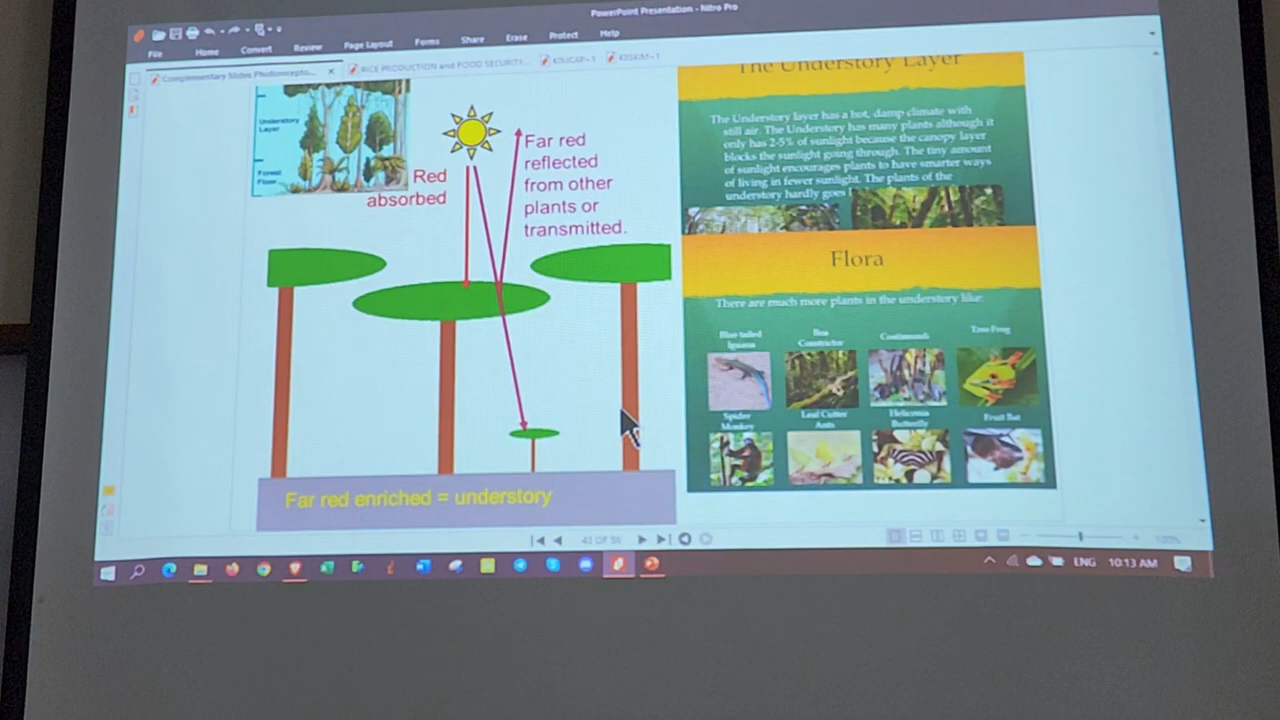 PowerPoint Presentation - Nitro Pro
File
Home
Convert
Review
Page Layout
Forms
Share
Erase
Protect
Help
Complementary Slides Photorecepto...
RICE PRODUCTION and FOOD SECURITY...
Understory
Layer
Forest
Floor
Red
absorbed
Far red
reflected
from other
plants or
transmitted.
Far red enriched = understory
The Understory Layer
The Understory layer has a hot, damp climate with
still air. The Understory has many plants although it
only has 2-5% of sunlight because the canopy layer
blocks the sunlight going through. The tiny amount
of sunlight encourages plants to have smarter ways
of living in fewer sunlight. The plants of the
understory hardly goes
Flora
There are much more plants in the understory like:
Blue tailed
Iguana
Boa
Constrictor
Coatimundi
Tree Frog
Spider
Monkey
Leaf Cutter
Ants
Heliconia
Butterfly
Fruit Bat
ENG
10:13 AM